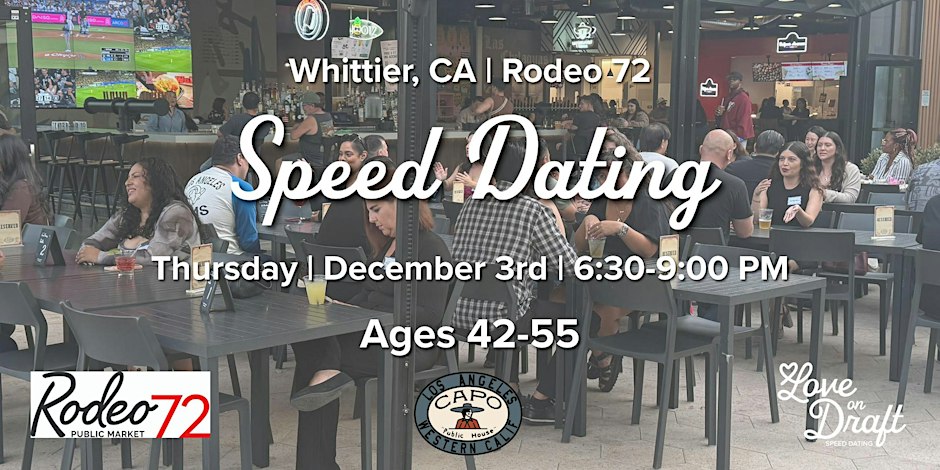 Whittier, CA | Rodeo 72
Speed Dating
Thursday | December 3rd | 6:30-9:00 PM
Ages 42-55
Rodeo 72
PUBLIC MARKET
LOS ANGELES
CAPO
Public House
WESTERN CALIF
Love
on
Draft
SPEED DATING
RESERVED